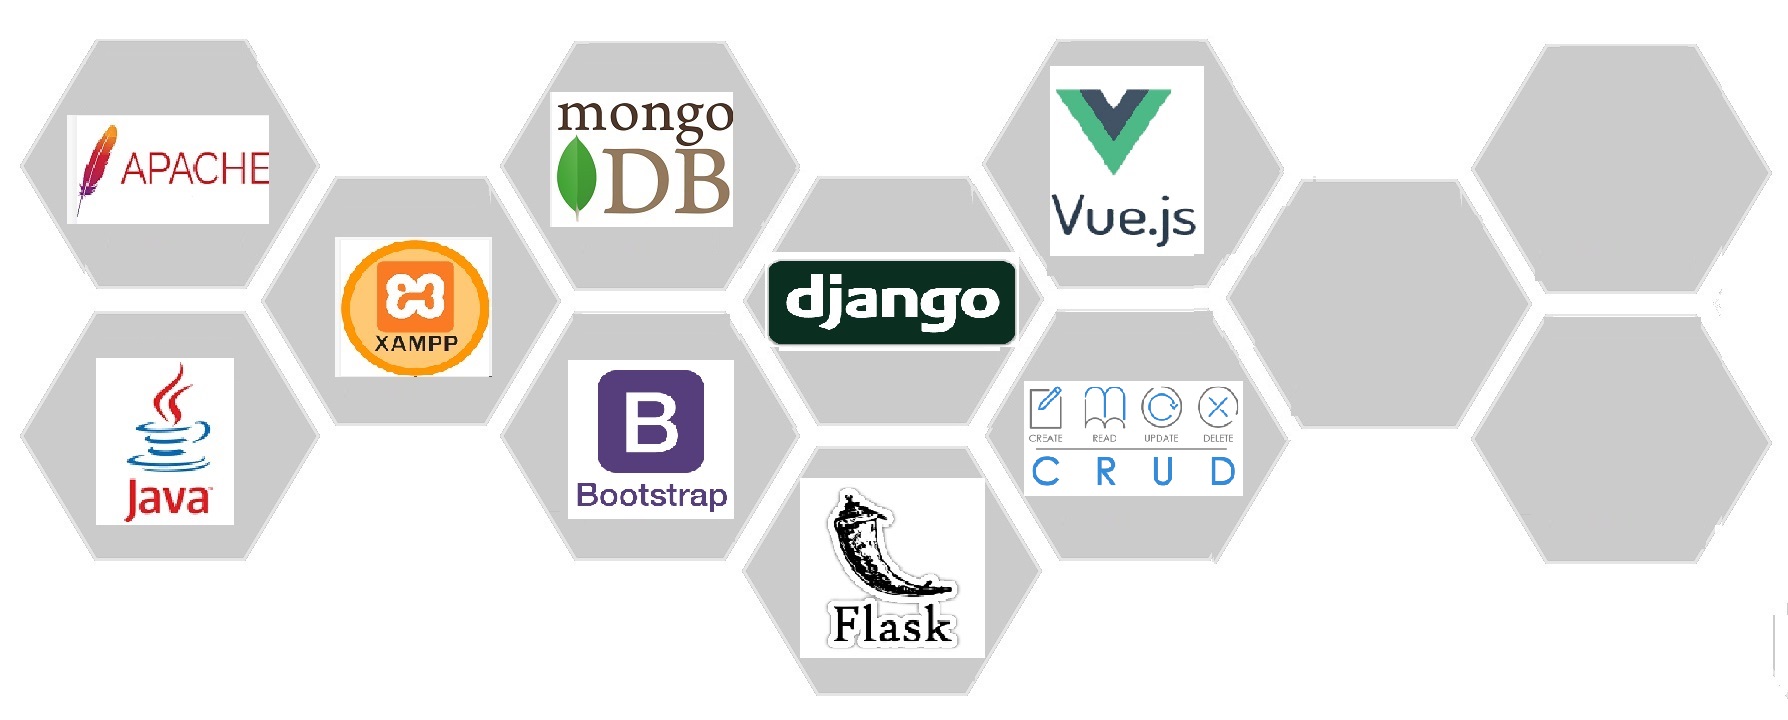 APACHE
XAMPP
Java
mongo
DB
B
Bootstrap
django
Flask
Vue.js
CREATE READ UPDATE DELETE
C R U D